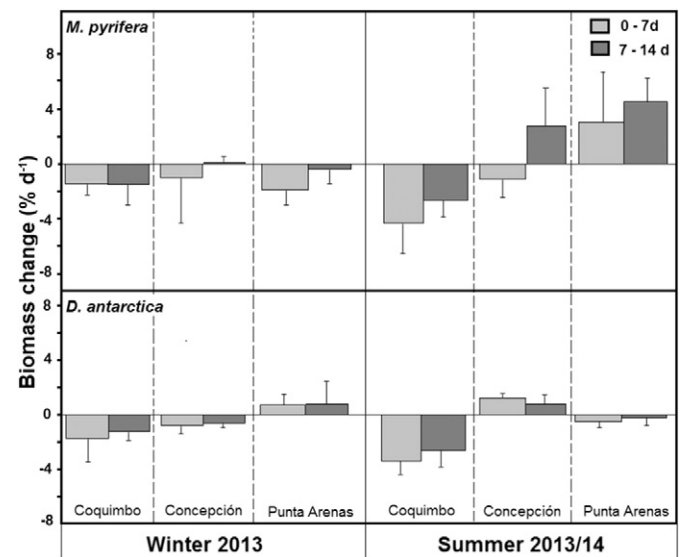 M. pyrifera
0 - 7d
7 - 14 d
8
4
0
-4
-8
Biomass change (% d-1)
D. antarctica
8
4
0
-4
-8
Coquimbo Concepción Punta Arenas Coquimbo Concepción Punta Arenas
Winter 2013 Summer 2013/14